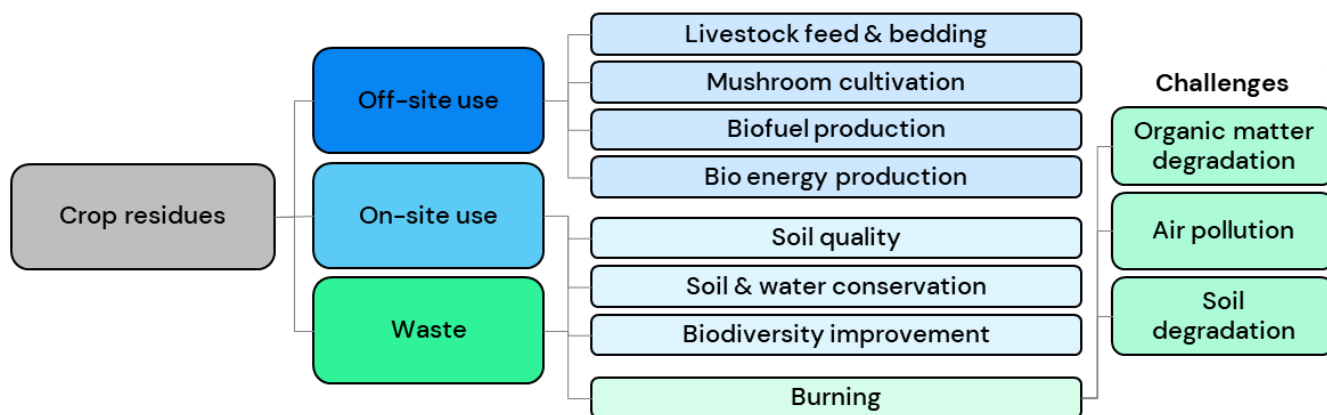 Crop residues
Off-site use
On-site use
Waste
Livestock feed & bedding
Mushroom cultivation
Biofuel production
Bio energy production
Soil quality
Soil & water conservation
Biodiversity improvement
Burning
Challenges
Organic matter
degradation
Air pollution
Soil
degradation